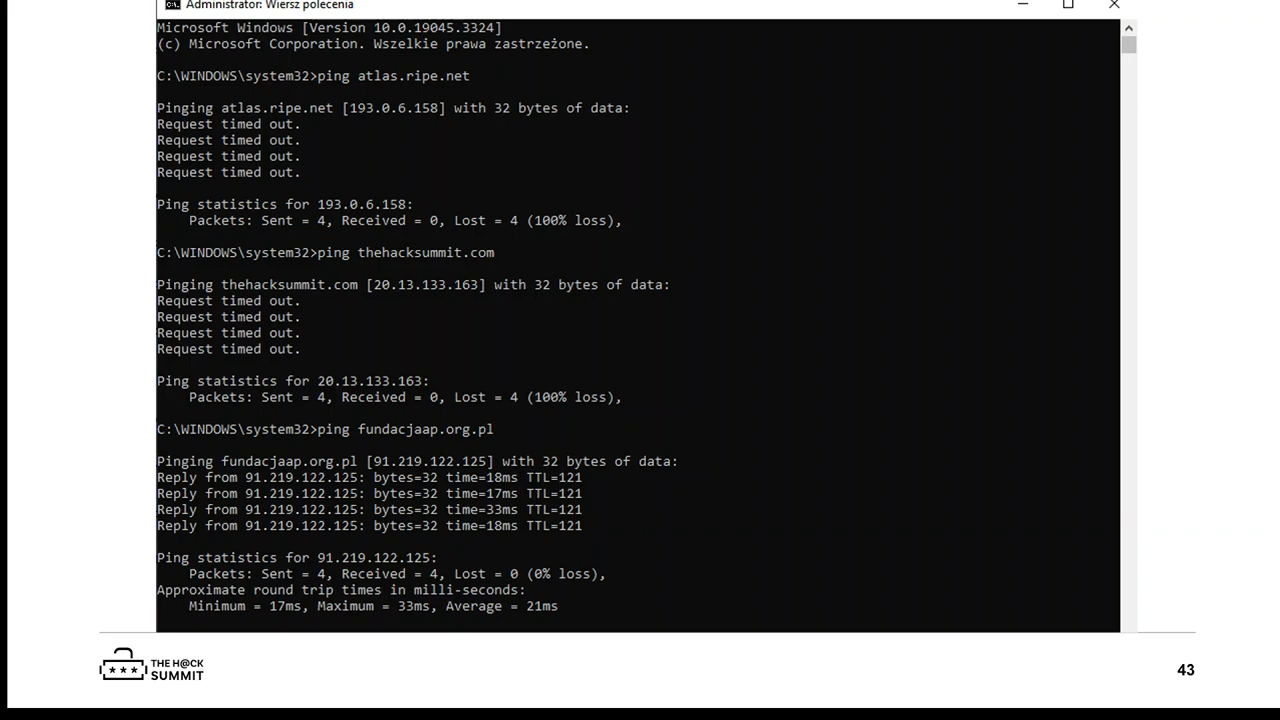 Administrator: Wiersz polecenia
Microsoft Windows [Version 10.0.19045.3324]
(c) Microsoft Corporation. Wszelkie prawa zastrzeżone.
C:\WINDOWS\system32>ping atlas.ripe.net
Pinging atlas.ripe.net [193.0.6.158] with 32 bytes of data:
Request timed out.
Request timed out.
Request timed out.
Request timed out.
Ping statistics for 193.0.6.158:
Packets: Sent = 4, Received = 0, Lost = 4 (100% loss),
C:\WINDOWS\system32>ping thehacksummit.com
Pinging thehacksummit.com [20.13.133.163] with 32 bytes of data:
Request timed out.
Request timed out.
Request timed out.
Request timed out.
Ping statistics for 20.13.133.163:
Packets: Sent = 4, Received = 0, Lost = 4 (100% loss),
C:\WINDOWS\system32>ping fundacjaap.org.pl
Pinging fundacjaap.org.pl [91.219.122.125] with 32 bytes of data:
Reply from 91.219.122.125: bytes=32 time=18ms TTL=121
Reply from 91.219.122.125: bytes=32 time=17ms TTL=121
Reply from 91.219.122.125: bytes=32 time=33ms TTL=121
Reply from 91.219.122.125: bytes=32 time=18ms TTL=121
Ping statistics for 91.219.122.125:
Packets: Sent = 4, Received = 4, Lost = 0 (0% loss),
Approximate round trip times in milli-seconds:
Minimum = 17ms, Maximum = 33ms, Average = 21ms
THE H@CK
SUMMIT
43